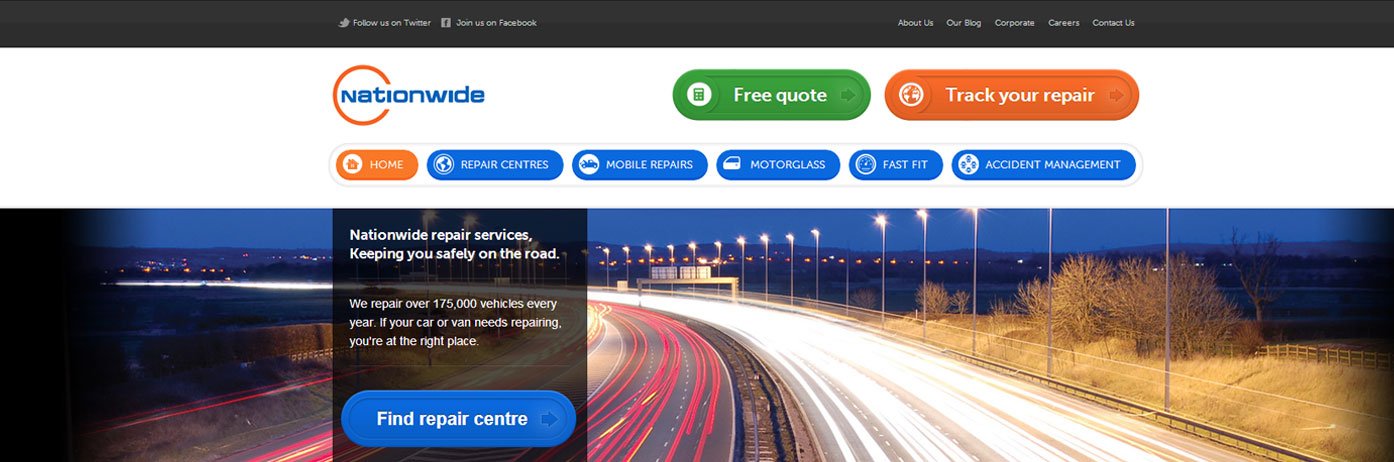 Follow us on Twitter Join us on Facebook About Us Our Blog Corporate Careers Contact Us
Nationwide Free quote Track your repair
HOME REPAIR CENTRES MOBILE REPAIRS MOTORGLASS FAST FIT ACCIDENT MANAGEMENT
Nationwide repair services,
Keeping you safely on the road.
We repair over 175,000 vehicles every
year. If your car or van needs repairing,
you're at the right place.
Find repair centre